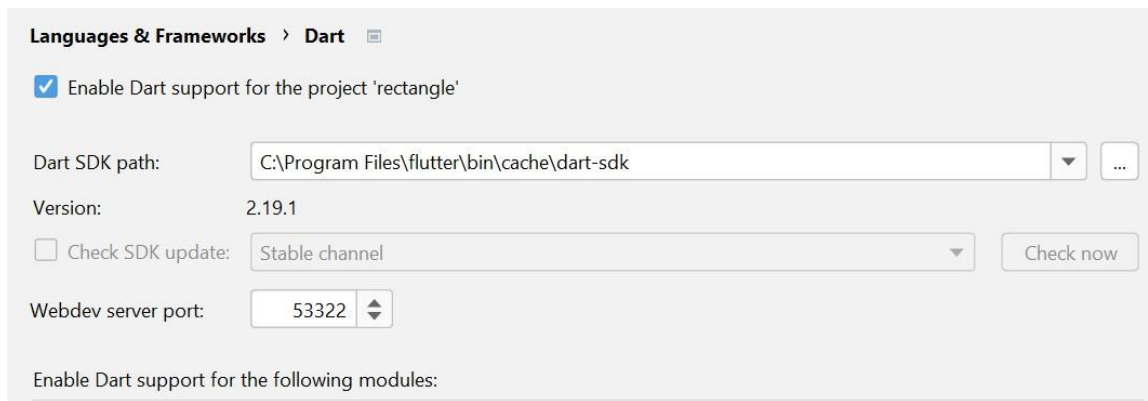 Languages & Frameworks › Dart
Enable Dart support for the project 'rectangle'
Dart SDK path: C:\Program Files\flutter\bin\cache\dart-sdk ...
Version: 2.19.1
Check SDK update: Stable channel Check now
Webdev server port: 53322
Enable Dart support for the following modules: